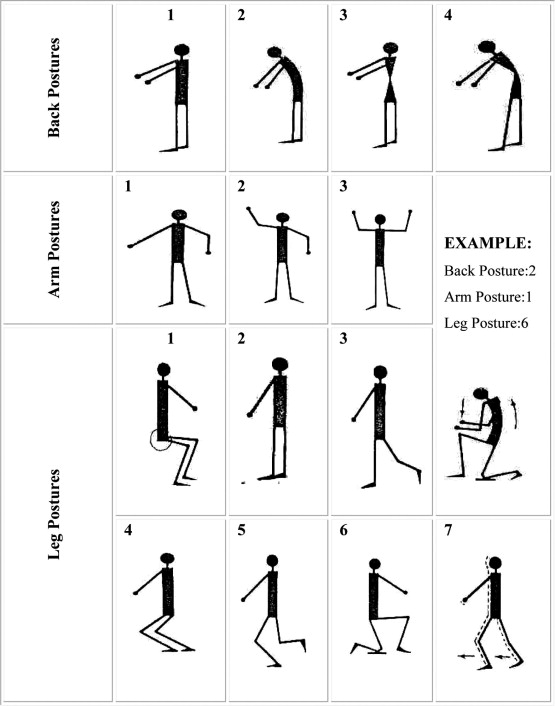 Back Postures
1
2
3
4
Arm Postures
1
2
3
EXAMPLE:
Back Posture:2
Arm Posture:1
Leg Posture:6
Leg Postures
1
2
3
4
5
6
7